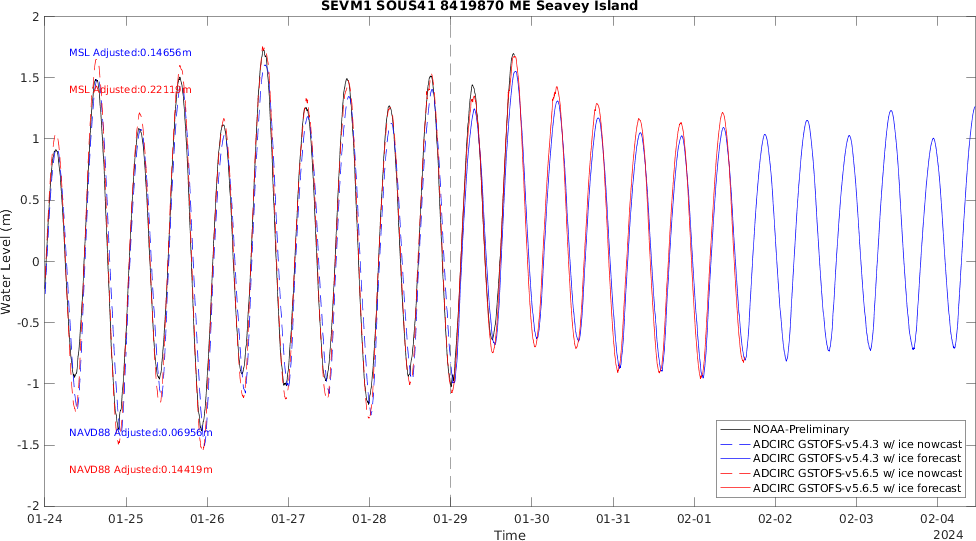 SEVM1 SOUS41 8419870 ME Seavey Island
2
1.5
1
0.5
0
-0.5
-1
-1.5
-2
Water Level (m)
MSL Adjusted:0.14656m
MSL Adjusted:0.22119m
NAVD88 Adjusted:0.06956m
NAVD88 Adjusted:0.14419m
NOAA-Preliminary
ADCIRC GSTOFS-v5.4.3 w/ ice nowcast
ADCIRC GSTOFS-v5.4.3 w/ ice forecast
ADCIRC GSTOFS-v5.6.5 w/ ice nowcast
ADCIRC GSTOFS-v5.6.5 w/ ice forecast
01-24 01-25 01-26 01-27 01-28 01-29 01-30 01-31 02-01 02-02 02-03 02-04
Time
2024